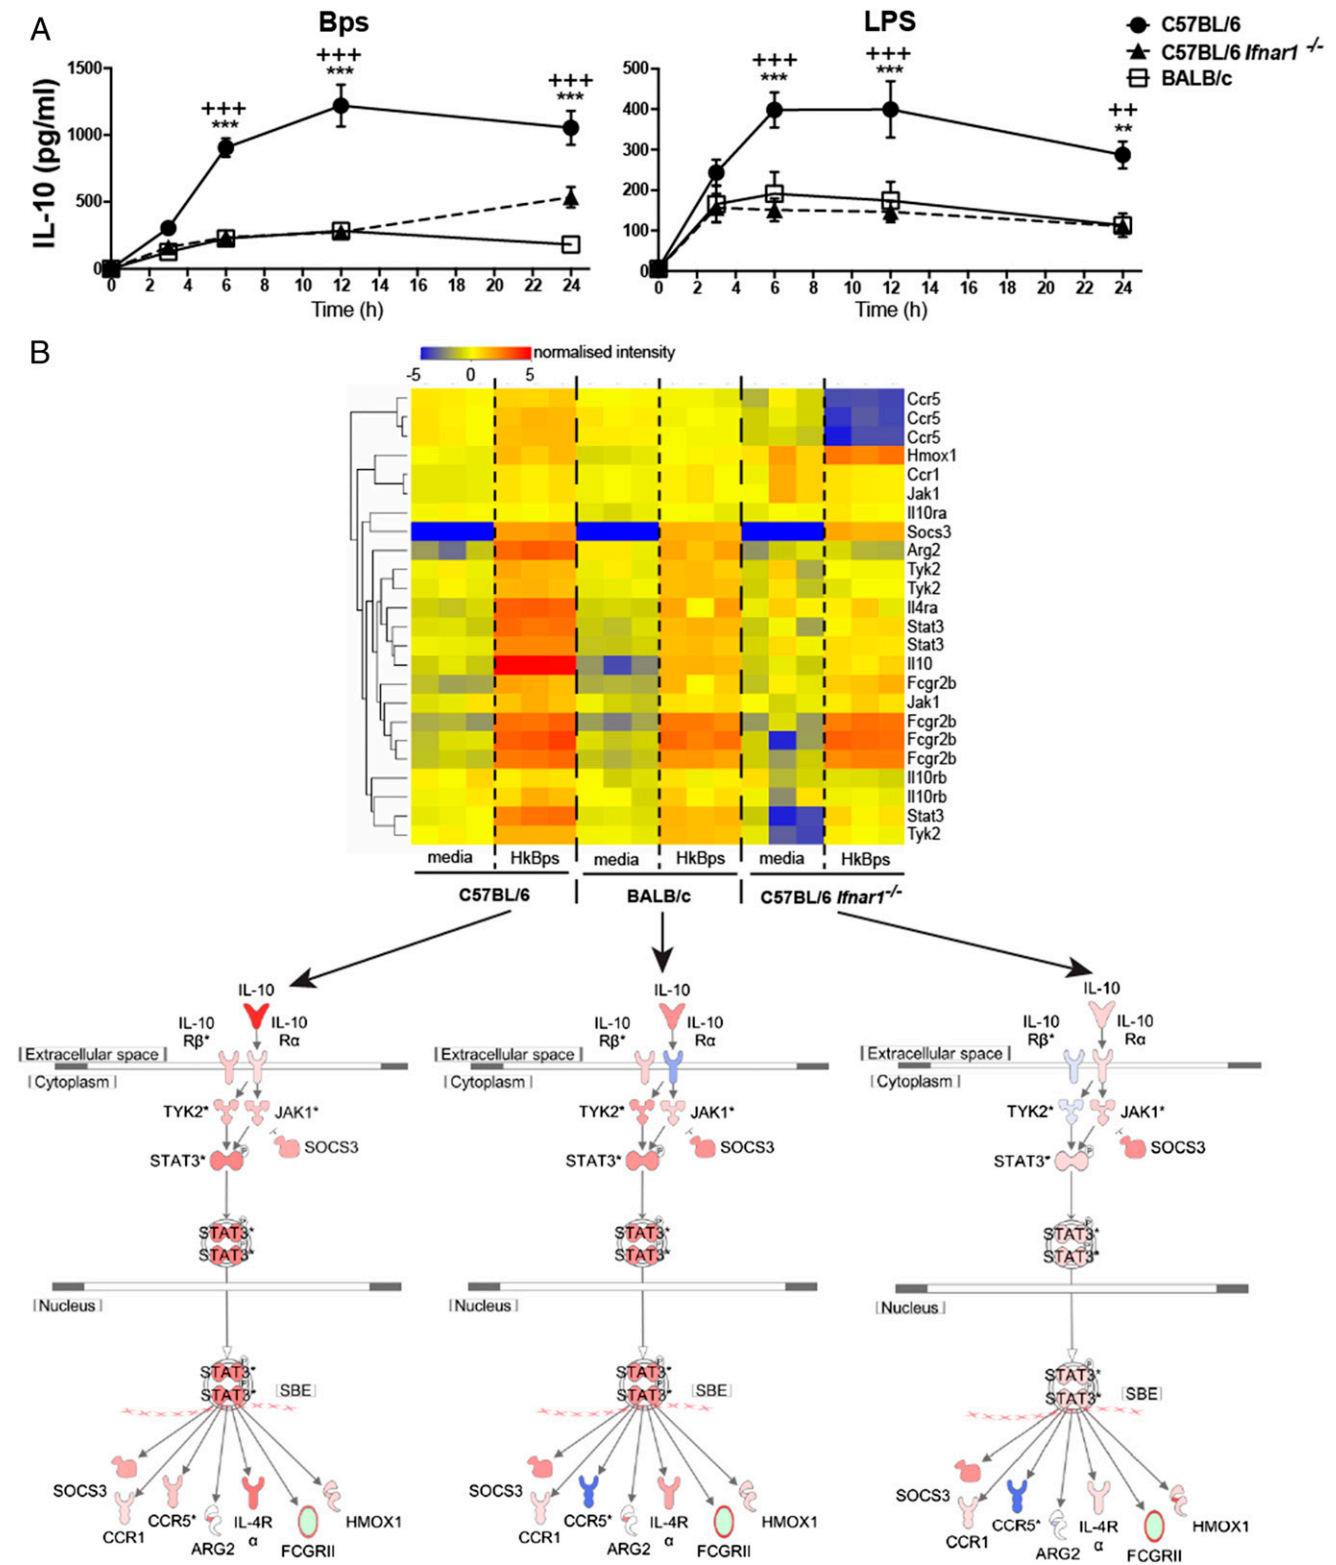 A
Bps
LPS
C57BL/6
C57BL/6 Ifnar1 -/-
BALB/c
IL-10 (pg/ml)
1500
1000
500
0
+++
***
+++
***
+++
***
0 2 4 6 8 10 12 14 16 18 20 22 24
Time (h)
500
400
300
200
100
0
+++
***
+++
***
++
**
0 2 4 6 8 10 12 14 16 18 20 22 24
Time (h)
B
normalised intensity
-5 0 5
Ccr5
Ccr5
Ccr5
Hmox1
Ccr1
Jak1
Il10ra
Socs3
Arg2
Tyk2
Tyk2
Il4ra
Stat3
Stat3
Il10
Fcgr2b
Jak1
Fcgr2b
Fcgr2b
Fcgr2b
Il10rb
Il10rb
Stat3
Tyk2
media HkBps media HkBps media HkBps
C57BL/6 BALB/c C57BL/6 Ifnar1-/-
IL-10
IL-10 Rβ*
IL-10 Rα
Extracellular space
Cytoplasm
TYK2*
JAK1*
SOCS3
STAT3*
P
STAT3*
STAT3*
Nucleus
STAT3*
STAT3*
SBE
SOCS3
CCR1
CCR5*
ARG2
IL-4R α
FCGRII
HMOX1
IL-10
IL-10 Rβ*
IL-10 Rα
Extracellular space
Cytoplasm
TYK2*
JAK1*
SOCS3
STAT3*
P
STAT3*
STAT3*
Nucleus
STAT3*
STAT3*
SBE
SOCS3
CCR1
CCR5*
ARG2
IL-4R α
FCGRII
HMOX1
IL-10
IL-10 Rβ*
IL-10 Rα
Extracellular space
Cytoplasm
TYK2*
JAK1*
SOCS3
STAT3*
P
STAT3*
STAT3*
Nucleus
STAT3*
STAT3*
SBE
SOCS3
CCR1
CCR5*
ARG2
IL-4R α
FCGRII
HMOX1